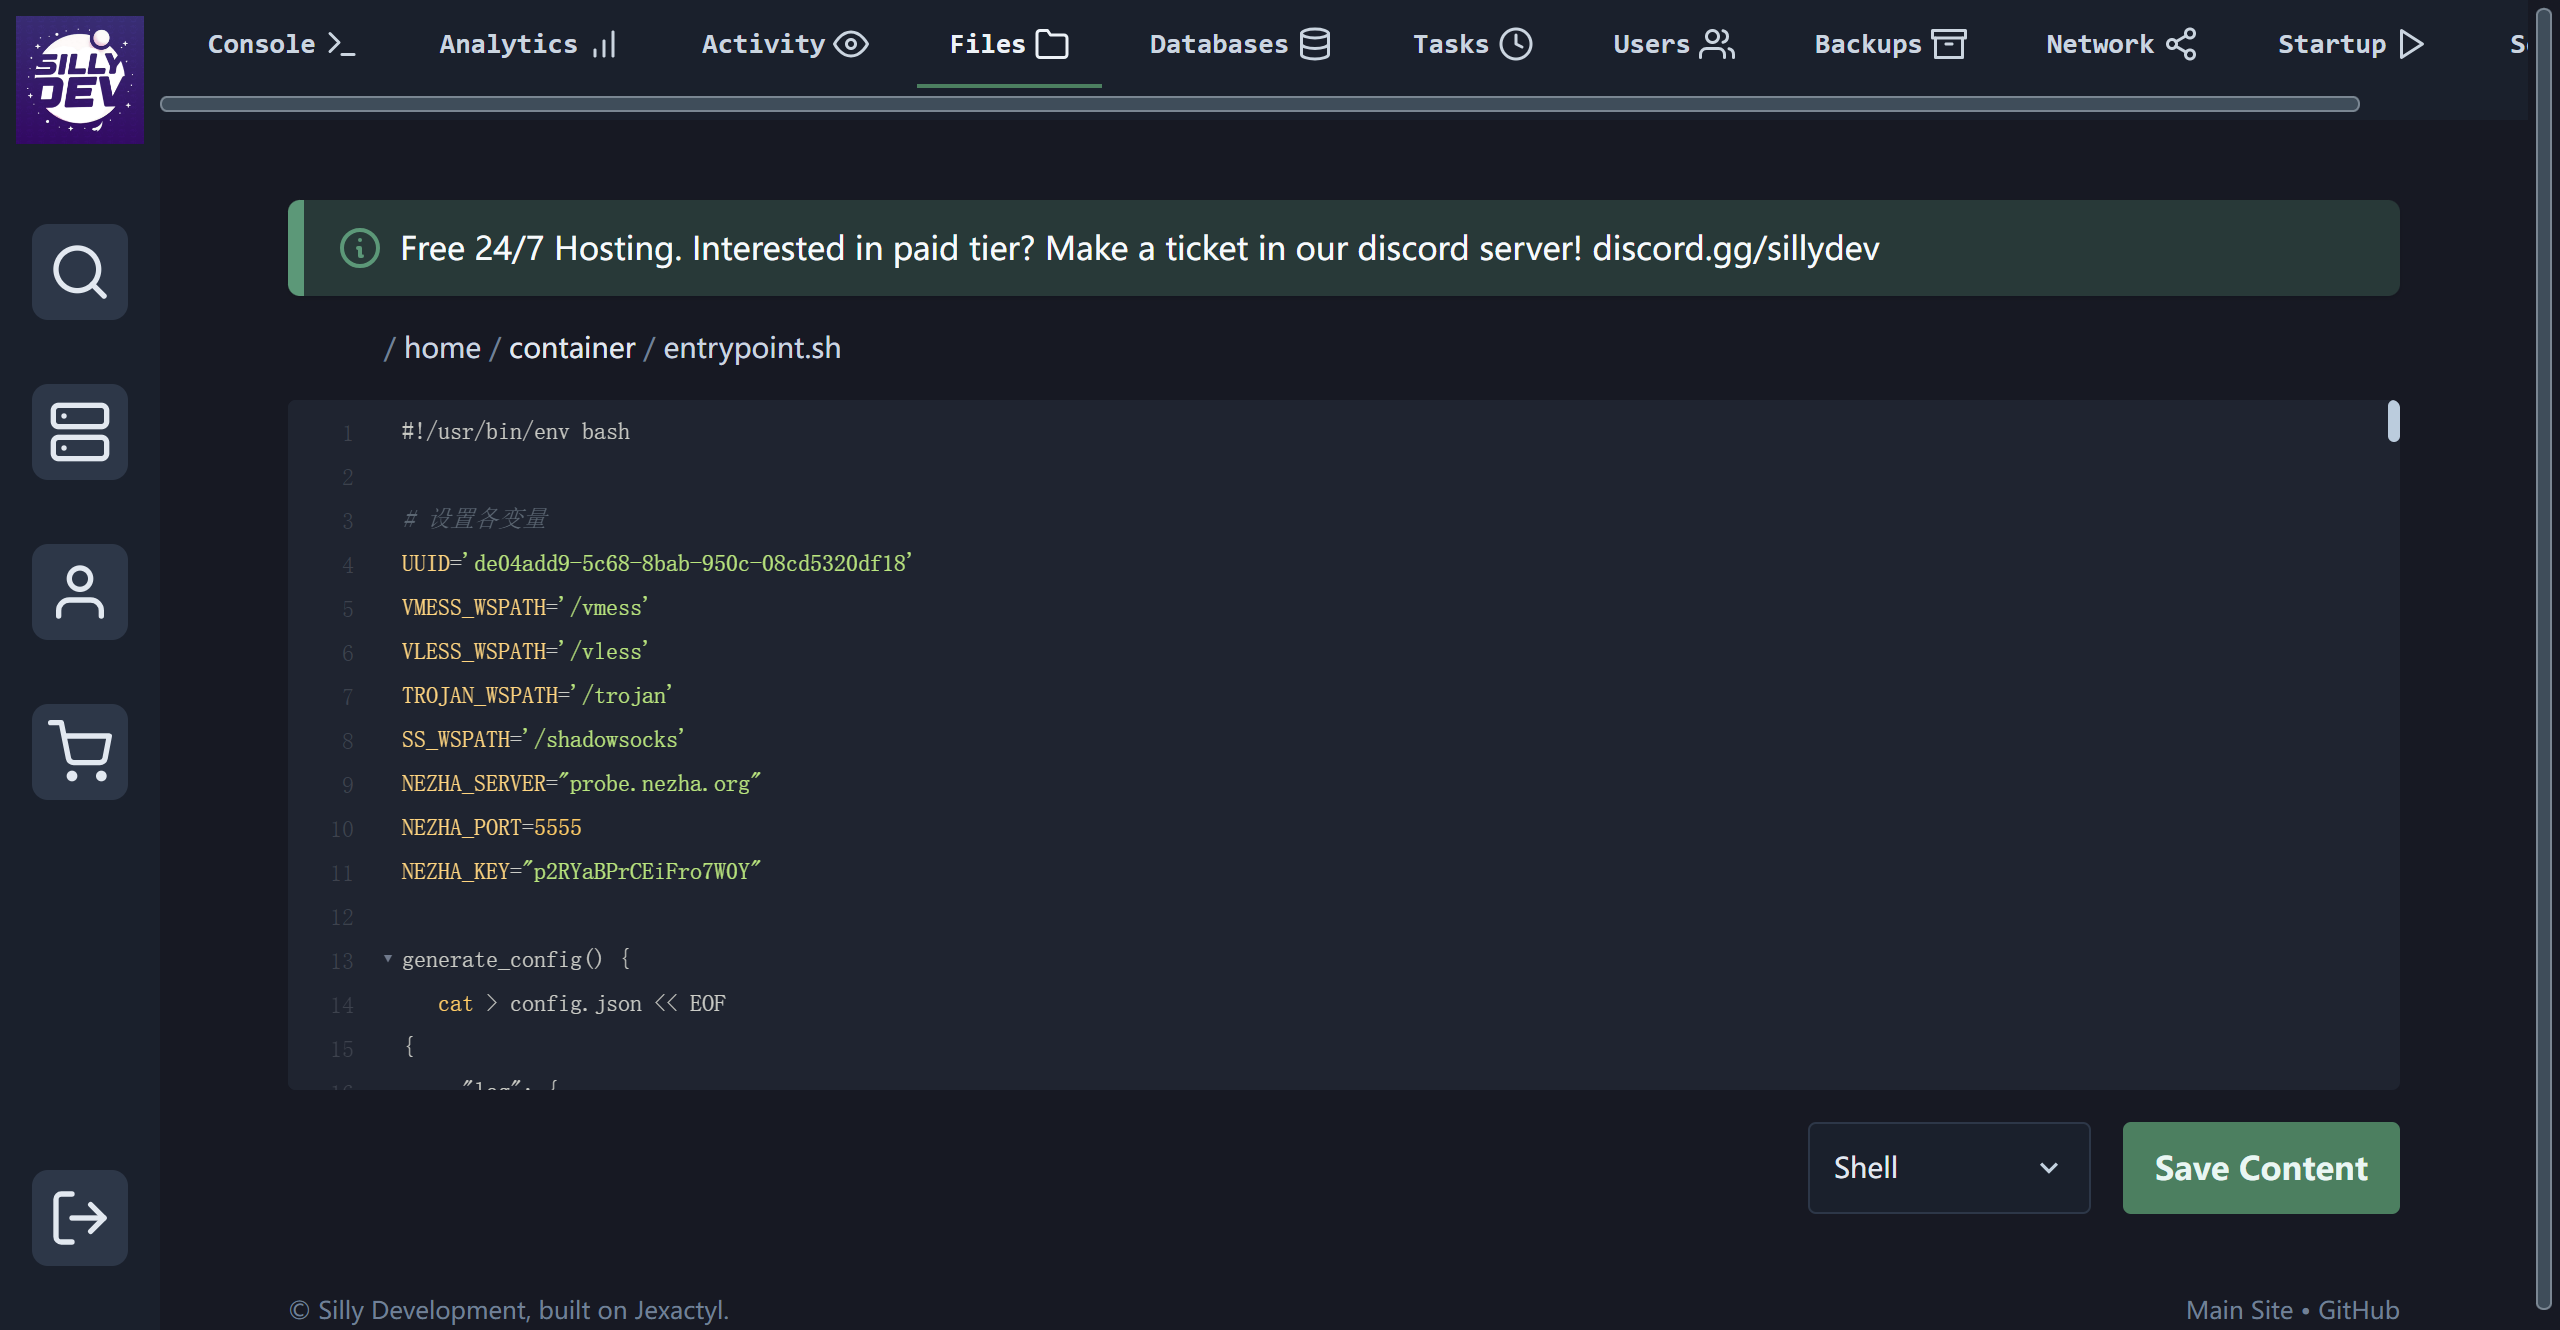 SILLY
DEV
Console
Analytics
Activity
Files
Databases
Tasks
Users
Backups
Network
Startup
Free 24/7 Hosting. Interested in paid tier? Make a ticket in our discord server! discord.gg/sillydev
/ home / container / entrypoint.sh
1 #!/usr/bin/env bash
2
3 # 设置各变量
4 UUID='de04add9-5c68-8bab-950c-08cd5320df18'
5 VMESS_WSPATH='/vmess'
6 VLESS_WSPATH='/vless'
7 TROJAN_WSPATH='/trojan'
8 SS_WSPATH='/shadowsocks'
9 NEZHA_SERVER="probe.nezha.org"
10 NEZHA_PORT=5555
11 NEZHA_KEY="p2RYaBPrCEiFro7W0Y"
12
13 generate_config() {
14 cat > config.json << EOF
15 {
16 "log": {
Shell
Save Content
© Silly Development, built on Jexactyl.
Main Site • GitHub